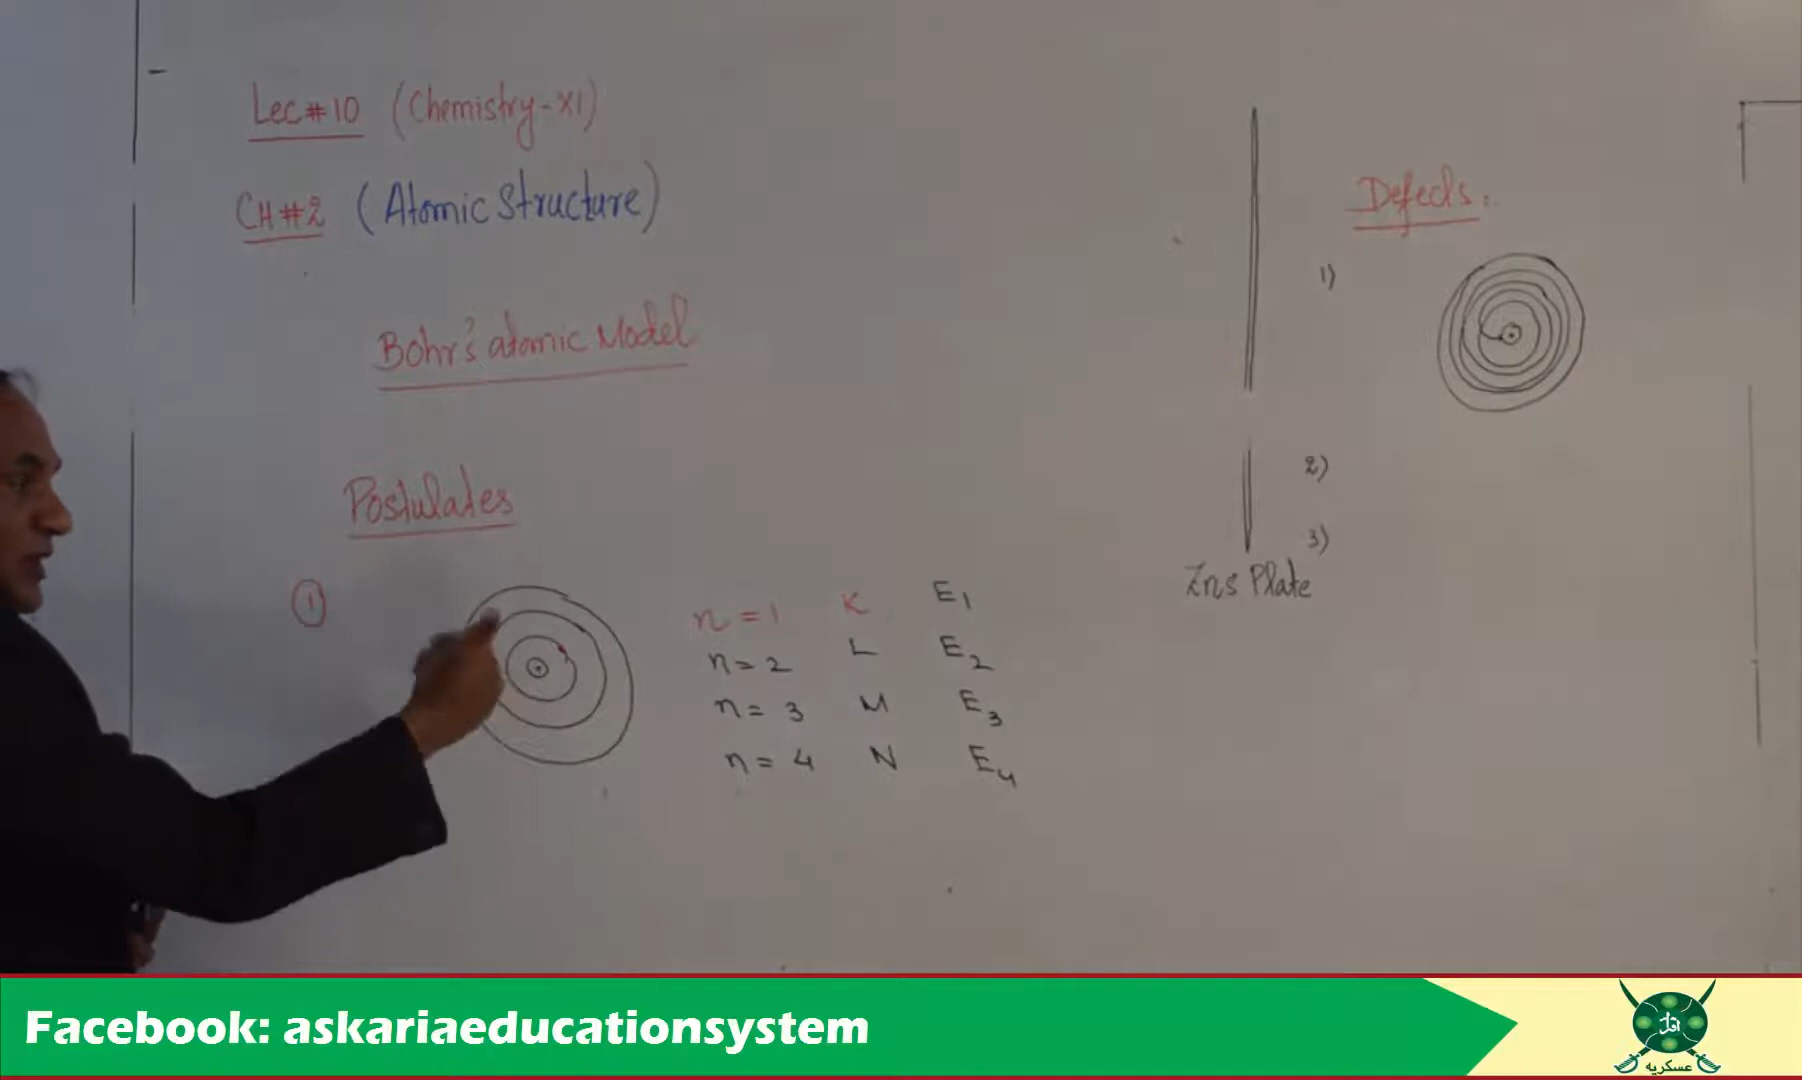 Lec#10 (Chemistry-XI)
CH#2 (Atomic Structure)
Bohr's atomic Model
Postulates
1
n = 1 K E1
n = 2 L E2
n = 3 M E3
n = 4 N E4
Defects.
1)
2)
3)
Zns Plate
Facebook: askariaeducationsystem
اقرأ
عسكريه